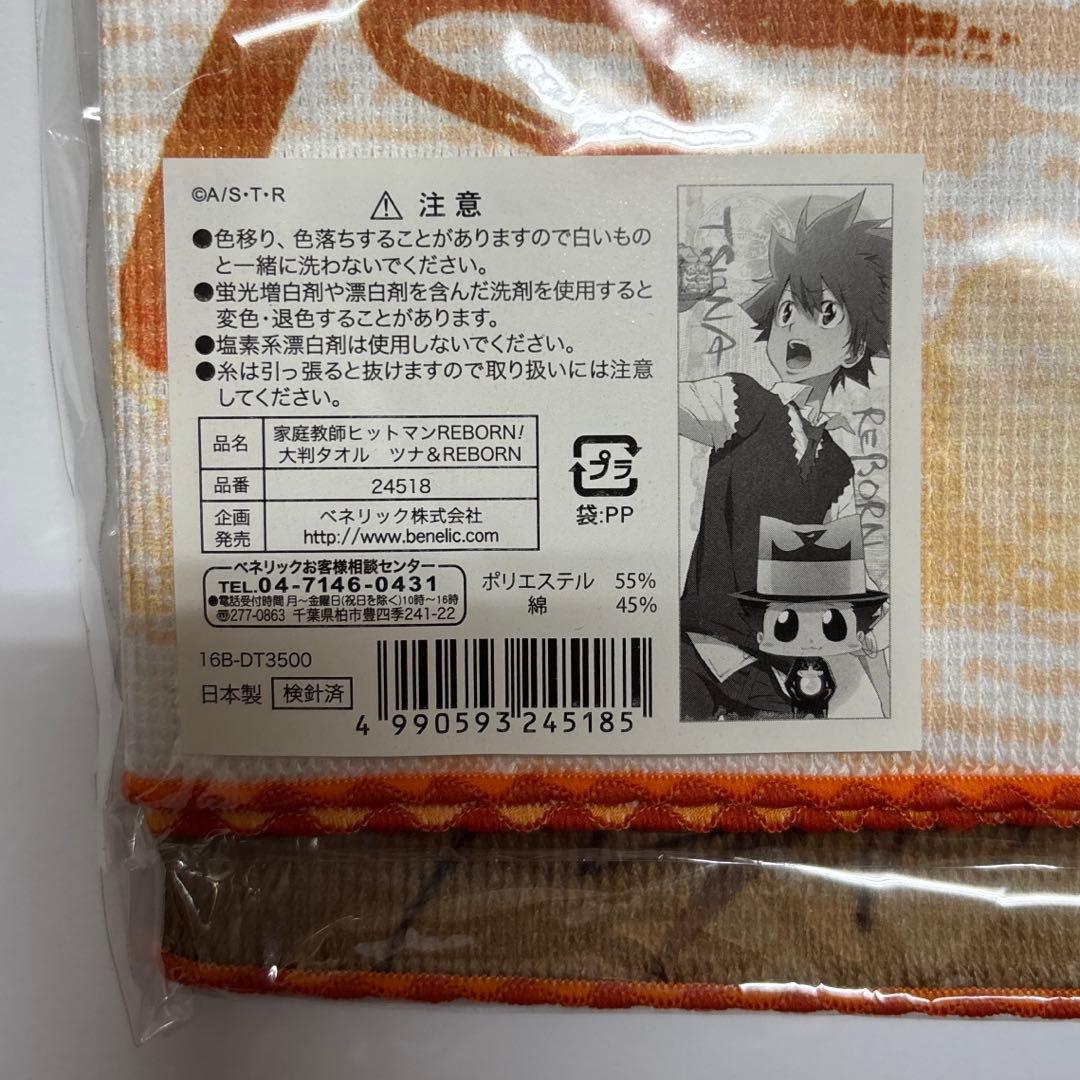 ©A/S・T・R
⚠ 注意
●色移り、色落ちすることがありますので白いもの
と一緒に洗わないでください。
●蛍光増白剤や漂白剤を含んだ洗剤を使用すると
変色・退色することがあります。
●塩素系漂白剤は使用しないでください。
●糸は引っ張ると抜けますので取り扱いには注意
してください。
品名 家庭教師ヒットマンREBORN!
大判タオル ツナ&REBORN
品番 24518
企画 発売 ベネリック株式会社
http://www.benelic.com
プラ
袋:PP
ベネリックお客様相談センター
TEL.04-7146-0431
●電話受付時間 月〜金曜日(祝日を除く)10時〜16時
〠277-0863 千葉県柏市豊四季241-22
ポリエステル 55%
綿 45%
16B-DT3500
日本製 検針済
4 990593 245185
TSUNA
REBORN